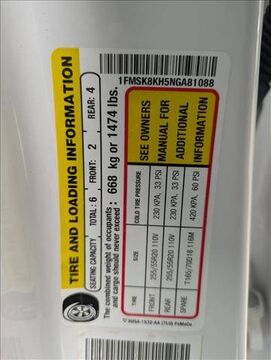 1FMSK8KH5NGA81088
TIRE AND LOADING INFORMATION
SEATING CAPACITY TOTAL: 6 FRONT: 2 REAR: 4
The combined weight of occupants and cargo should never exceed: 668 kg or 1474 lbs.
SIZE COLD TIRE PRESSURE
TIRE
FRONT 255/55R20 110V 230 KPA, 33 PSI
REAR 255/55R20 110V 230 KPA, 33 PSI
SPARE T165/70D18 116M 420 KPA, 60 PSI
SEE OWNERS
MANUAL FOR
ADDITIONAL
INFORMATION